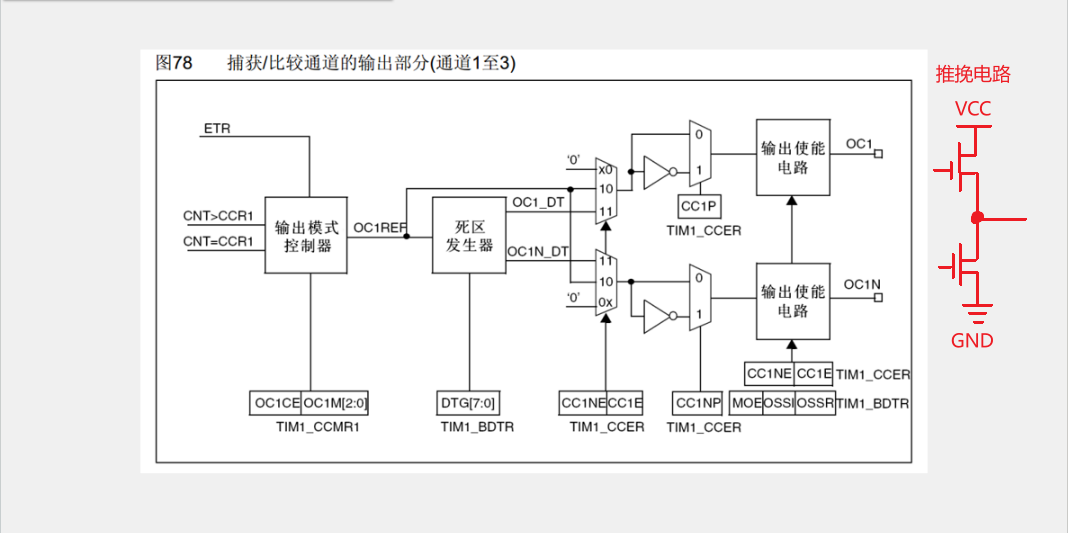 图78 捕获/比较通道的输出部分(通道1至3)
推挽电路
VCC
GND
ETR
CNT>CCR1
CNT=CCR1
输出模式
控制器
OC1REF
死区
发生器
OC1_DT
OC1N_DT
'0'
x0
10
11
11
10
'0'
0x
0
1
CC1P
TIM1_CCER
0
1
输出使能
电路
OC1
输出使能
电路
OC1N
CC1NE CC1E TIM1_CCER
OC1CE OC1M[2:0]
TIM1_CCMR1
DTG[7:0]
TIM1_BDTR
CC1NE CC1E
TIM1_CCER
CC1NP
TIM1_CCER
MOE OSSI OSSR TIM1_BDTR